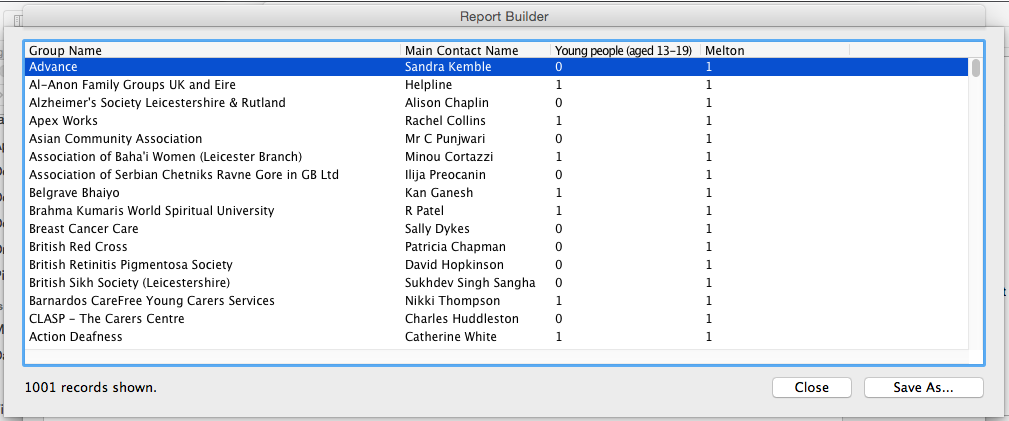 Report Builder
Group Name Main Contact Name Young people (aged 13-19) Melton
Advance Sandra Kemble 0 1
Al-Anon Family Groups UK and Eire Helpline 1 1
Alzheimer's Society Leicestershire & Rutland Alison Chaplin 0 1
Apex Works Rachel Collins 1 1
Asian Community Association Mr C Punjwari 0 1
Association of Baha'i Women (Leicester Branch) Minou Cortazzi 1 1
Association of Serbian Chetniks Ravne Gore in GB Ltd Ilija Preocanin 0 1
Belgrave Bhaiyo Kan Ganesh 1 1
Brahma Kumaris World Spiritual University R Patel 1 1
Breast Cancer Care Sally Dykes 0 1
British Red Cross Patricia Chapman 0 1
British Retinitis Pigmentosa Society David Hopkinson 0 1
British Sikh Society (Leicestershire) Sukhdev Singh Sangha 0 1
Barnardos CareFree Young Carers Services Nikki Thompson 1 1
CLASP - The Carers Centre Charles Huddleston 0 1
Action Deafness Catherine White 1 1
1001 records shown. Close Save As...